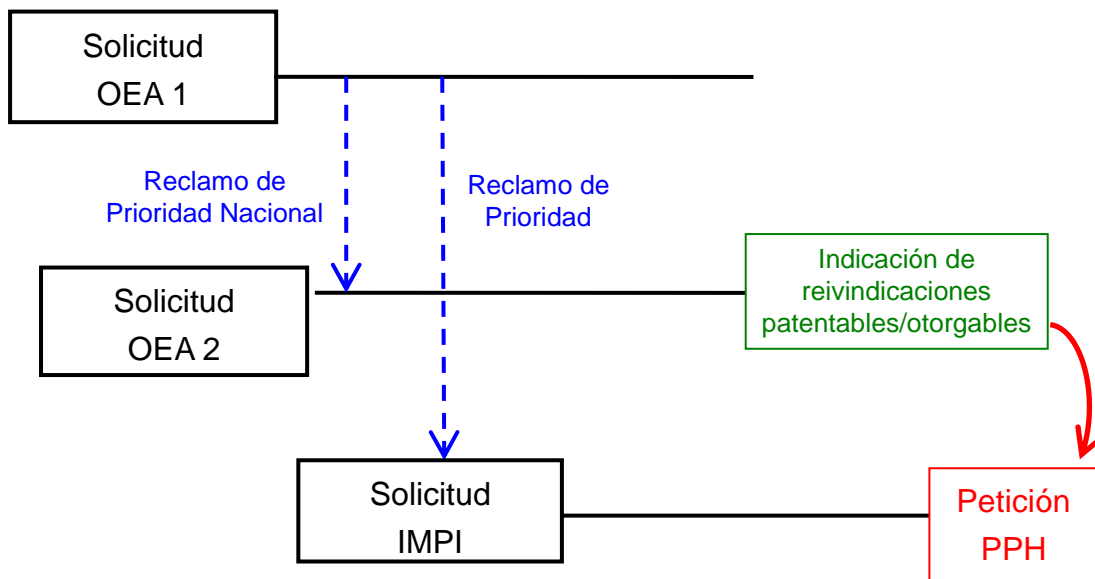 Solicitud
OEA 1
Reclamo de
Prioridad Nacional
Reclamo de
Prioridad
Solicitud
OEA 2
Indicación de
reivindicaciones
patentables/otorgables
Solicitud
IMPI
Petición
PPH